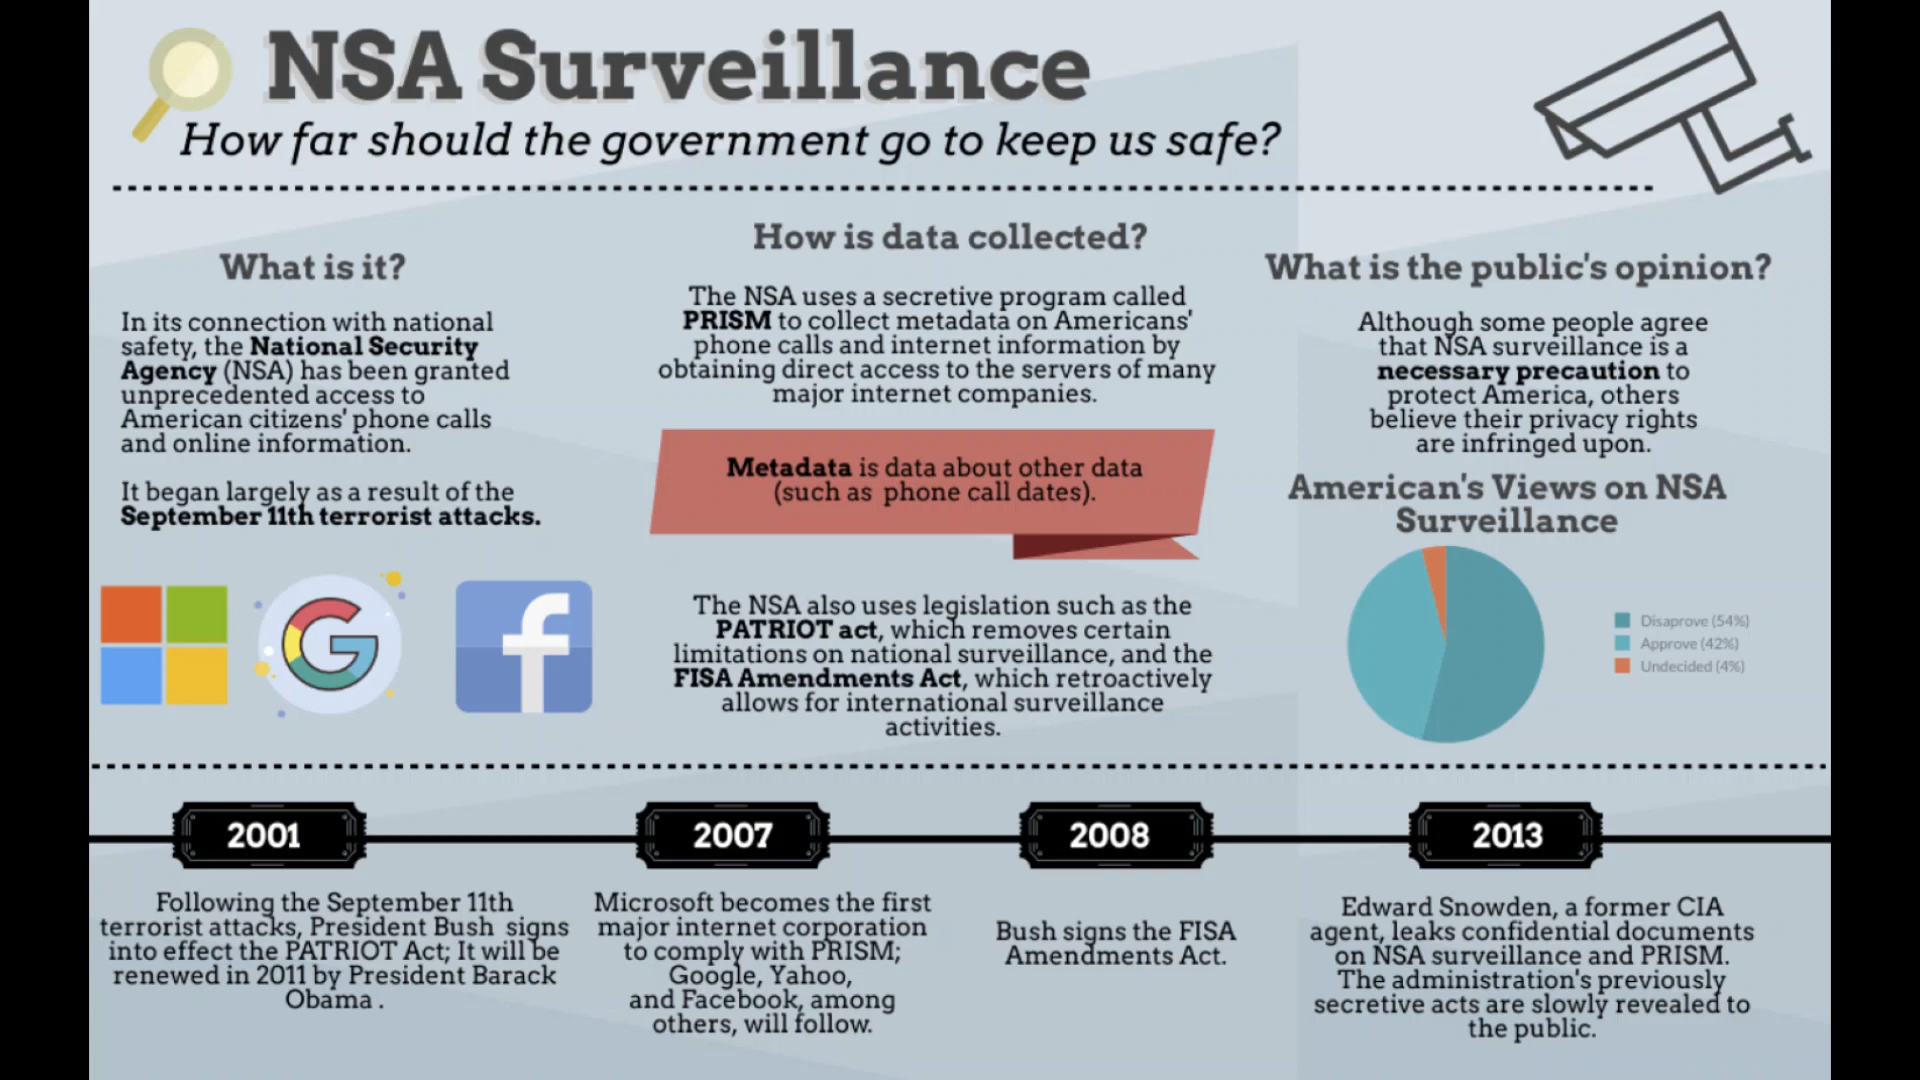 NSA Surveillance
How far should the government go to keep us safe?
What is it?
In its connection with national
safety, the National Security
Agency (NSA) has been granted
unprecedented access to
American citizens' phone calls
and online information.
It began largely as a result of the
September 11th terrorist attacks.
G
f
How is data collected?
The NSA uses a secretive program called
PRISM to collect metadata on Americans'
phone calls and internet information by
obtaining direct access to the servers of many
major internet companies.
Metadata is data about other data
(such as phone call dates).
The NSA also uses legislation such as the
PATRIOT act, which removes certain
limitations on national surveillance, and the
FISA Amendments Act, which retroactively
allows for international surveillance
activities.
What is the public's opinion?
Although some people agree
that NSA surveillance is a
necessary precaution to
protect America, others
believe their privacy rights
are infringed upon.
American's Views on NSA
Surveillance
Disaprove (54%)
Approve (42%)
Undecided (4%)
2001
Following the September 11th
terrorist attacks, President Bush signs
into effect the PATRIOT Act; It will be
renewed in 2011 by President Barack
Obama .
2007
Microsoft becomes the first
major internet corporation
to comply with PRISM;
Google, Yahoo,
and Facebook, among
others, will follow.
2008
Bush signs the FISA
Amendments Act.
2013
Edward Snowden, a former CIA
agent, leaks confidential documents
on NSA surveillance and PRISM.
The administration's previously
secretive acts are slowly revealed to
the public.